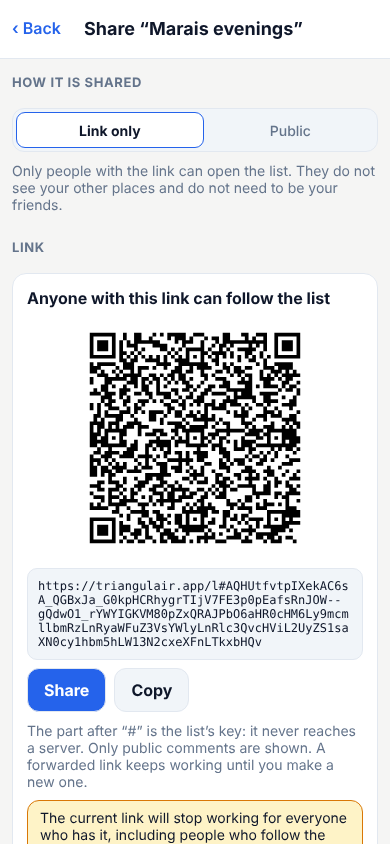 ‹ Back Share “Marais evenings”
HOW IT IS SHARED
Link only Public
Only people with the link can open the list. They do not
see your other places and do not need to be your
friends.
LINK
Anyone with this link can follow the list
https://triangulair.app/l#AQHUtfvtpIXekAC6s
A_QGBxJa_G0kpHCRhygrTIjV7FE3p0pEafsRnJOW--
gQdwO1_rYWYIGKVM80pZxQRAJPbO6aHR0cHM6Ly9mcm
llbmRzLnRyaWFuZ3VsYWlyLnRlc3QvcHViL2UyZS1sa
XN0cy1hbm5hLW13N2cxeXFnLTkxbHQv
Share Copy
The part after “#” is the list’s key: it never reaches
a server. Only public comments are shown. A
forwarded link keeps working until you make a
new one.
The current link will stop working for everyone
who has it, including people who follow the